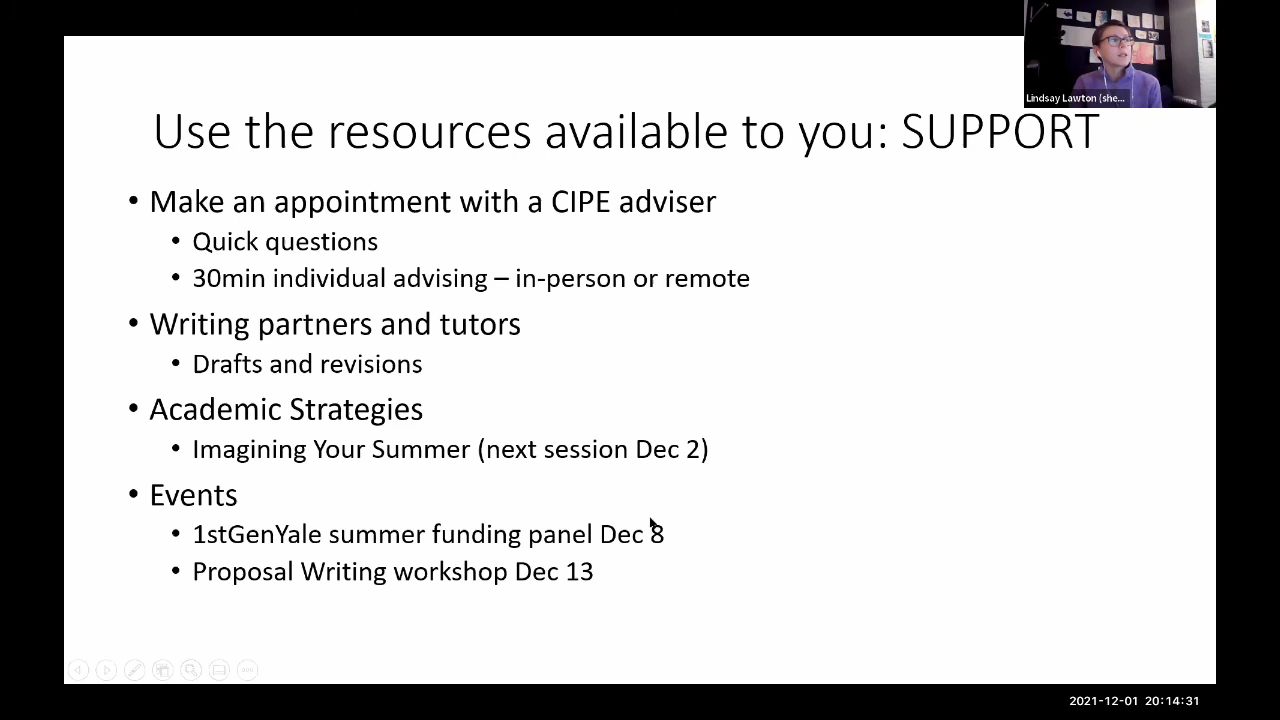 Lindsay Lawton (she...
Use the resources available to you: SUPPORT
• Make an appointment with a CIPE adviser
• Quick questions
• 30min individual advising – in-person or remote
• Writing partners and tutors
• Drafts and revisions
• Academic Strategies
• Imagining Your Summer (next session Dec 2)
• Events
• 1stGenYale summer funding panel Dec 8
• Proposal Writing workshop Dec 13
2021-12-01 20:14:31